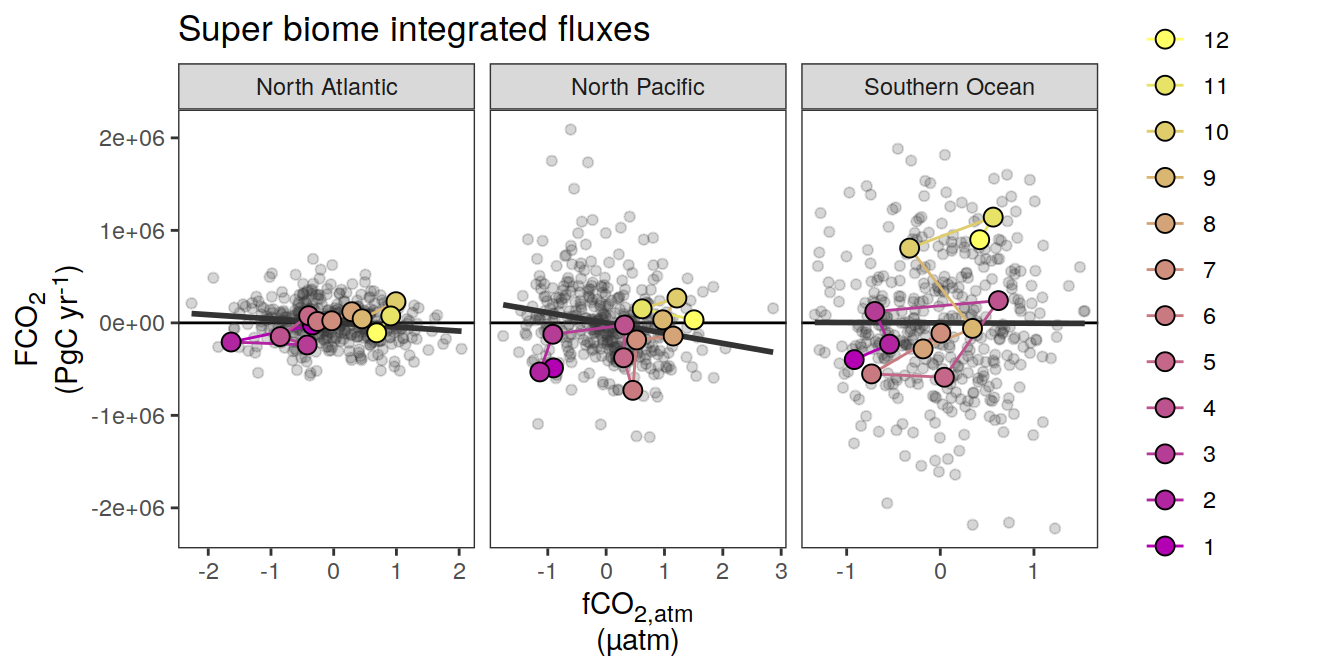 Super biome integrated fluxes
North Atlantic
North Pacific
Southern Ocean
FCO₂
(PgC yr⁻¹)
2e+06
1e+06
0e+00
-1e+06
-2e+06
-2 -1 0 1 2
-1 0 1 2 3
-1 0 1
fCO₂,atm
(μatm)
12
11
10
9
8
7
6
5
4
3
2
1